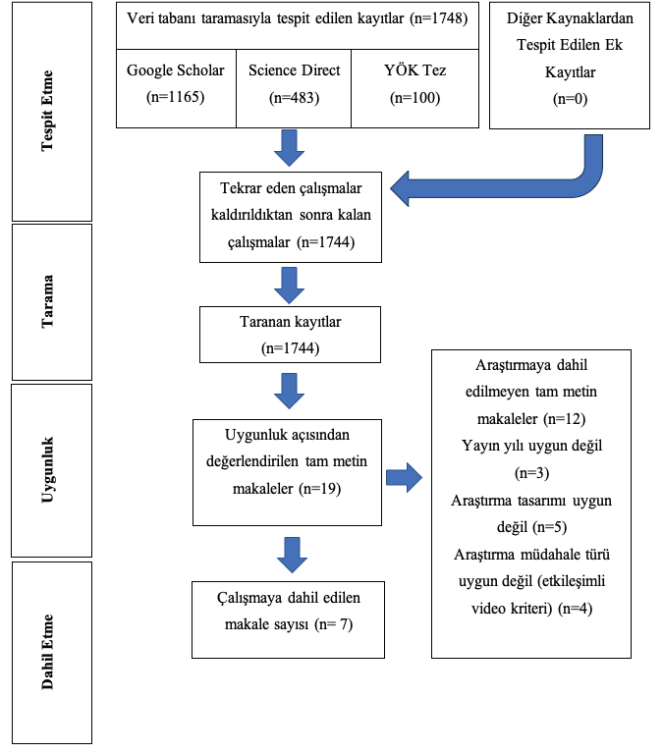 Tespit Etme
Veri tabanı taramasıyla tespit edilen kayıtlar (n=1748)
Google Scholar
(n=1165)
Science Direct
(n=483)
YÖK Tez
(n=100)
Diğer Kaynaklardan
Tespit Edilen Ek
Kayıtlar
(n=0)
Tekrar eden çalışmalar
kaldırıldıktan sonra kalan
çalışmalar (n=1744)
Tarama
Taranan kayıtlar
(n=1744)
Uygunluk
Uygunluk açısından
değerlendirilen tam metin
makaleler (n=19)
Araştırmaya dahil
edilmeyen tam metin
makaleler (n=12)
Yayın yılı uygun değil
(n=3)
Araştırma tasarımı uygun
değil (n=5)
Araştırma müdahale türü
uygun değil (etkileşimli
video kriteri) (n=4)
Dahil Etme
Çalışmaya dahil edilen
makale sayısı (n= 7)